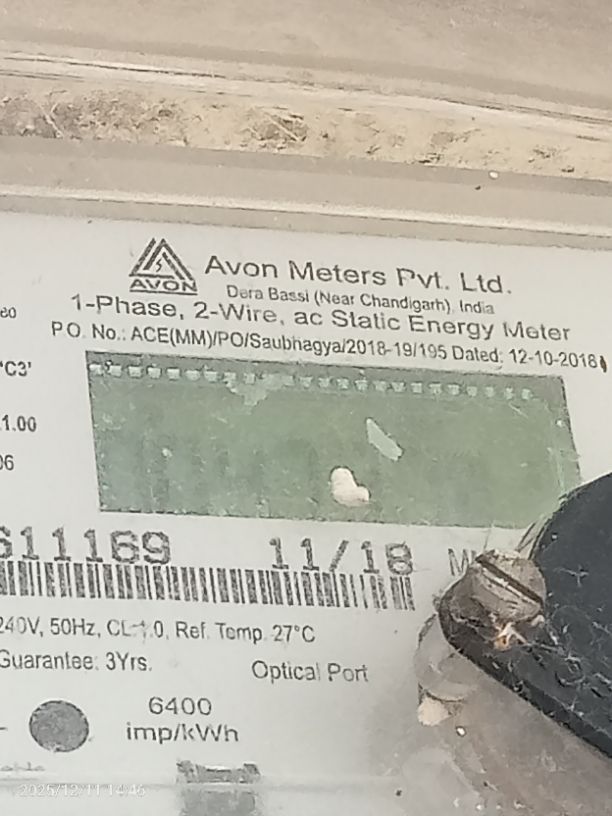 AVON
Avon Meters Pvt. Ltd.
Dera Bassi (Near Chandigarh), India
1-Phase, 2-Wire, ac Static Energy Meter
P.O. No.: ACE(MM)/PO/Saubhagya/2018-19/195 Dated: 12-10-2018
'C3'
1.00
06
611169 11/18
240V, 50Hz, CL-1.0, Ref. Temp. 27°C
Guarantee: 3Yrs.
Optical Port
6400
imp/kWh
2025/12/11 14:46